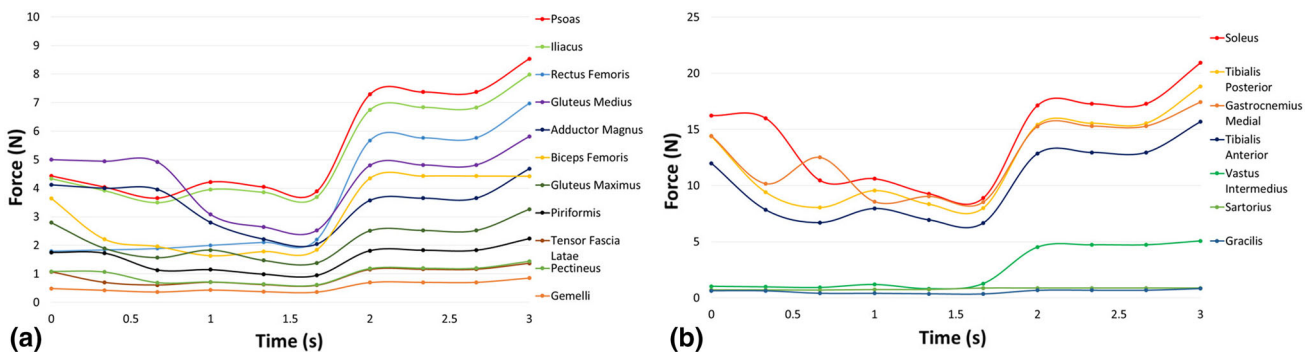 10
9
8
7
6
5
4
3
2
1
0
Force (N)
0
0.5
1
1.5
2
2.5
3
Time (s)
Psoas
Iliacus
Rectus Femoris
Gluteus Medius
Adductor Magnus
Biceps Femoris
Gluteus Maximus
Piriformis
Tensor Fascia
Latae
Pectineus
Gemelli
(a)
25
20
15
10
5
0
Force (N)
0
0.5
1
1.5
2
2.5
3
Time (s)
Soleus
Tibialis
Posterior
Gastrocnemius
Medial
Tibialis
Anterior
Vastus
Intermedius
Sartorius
Gracilis
(b)